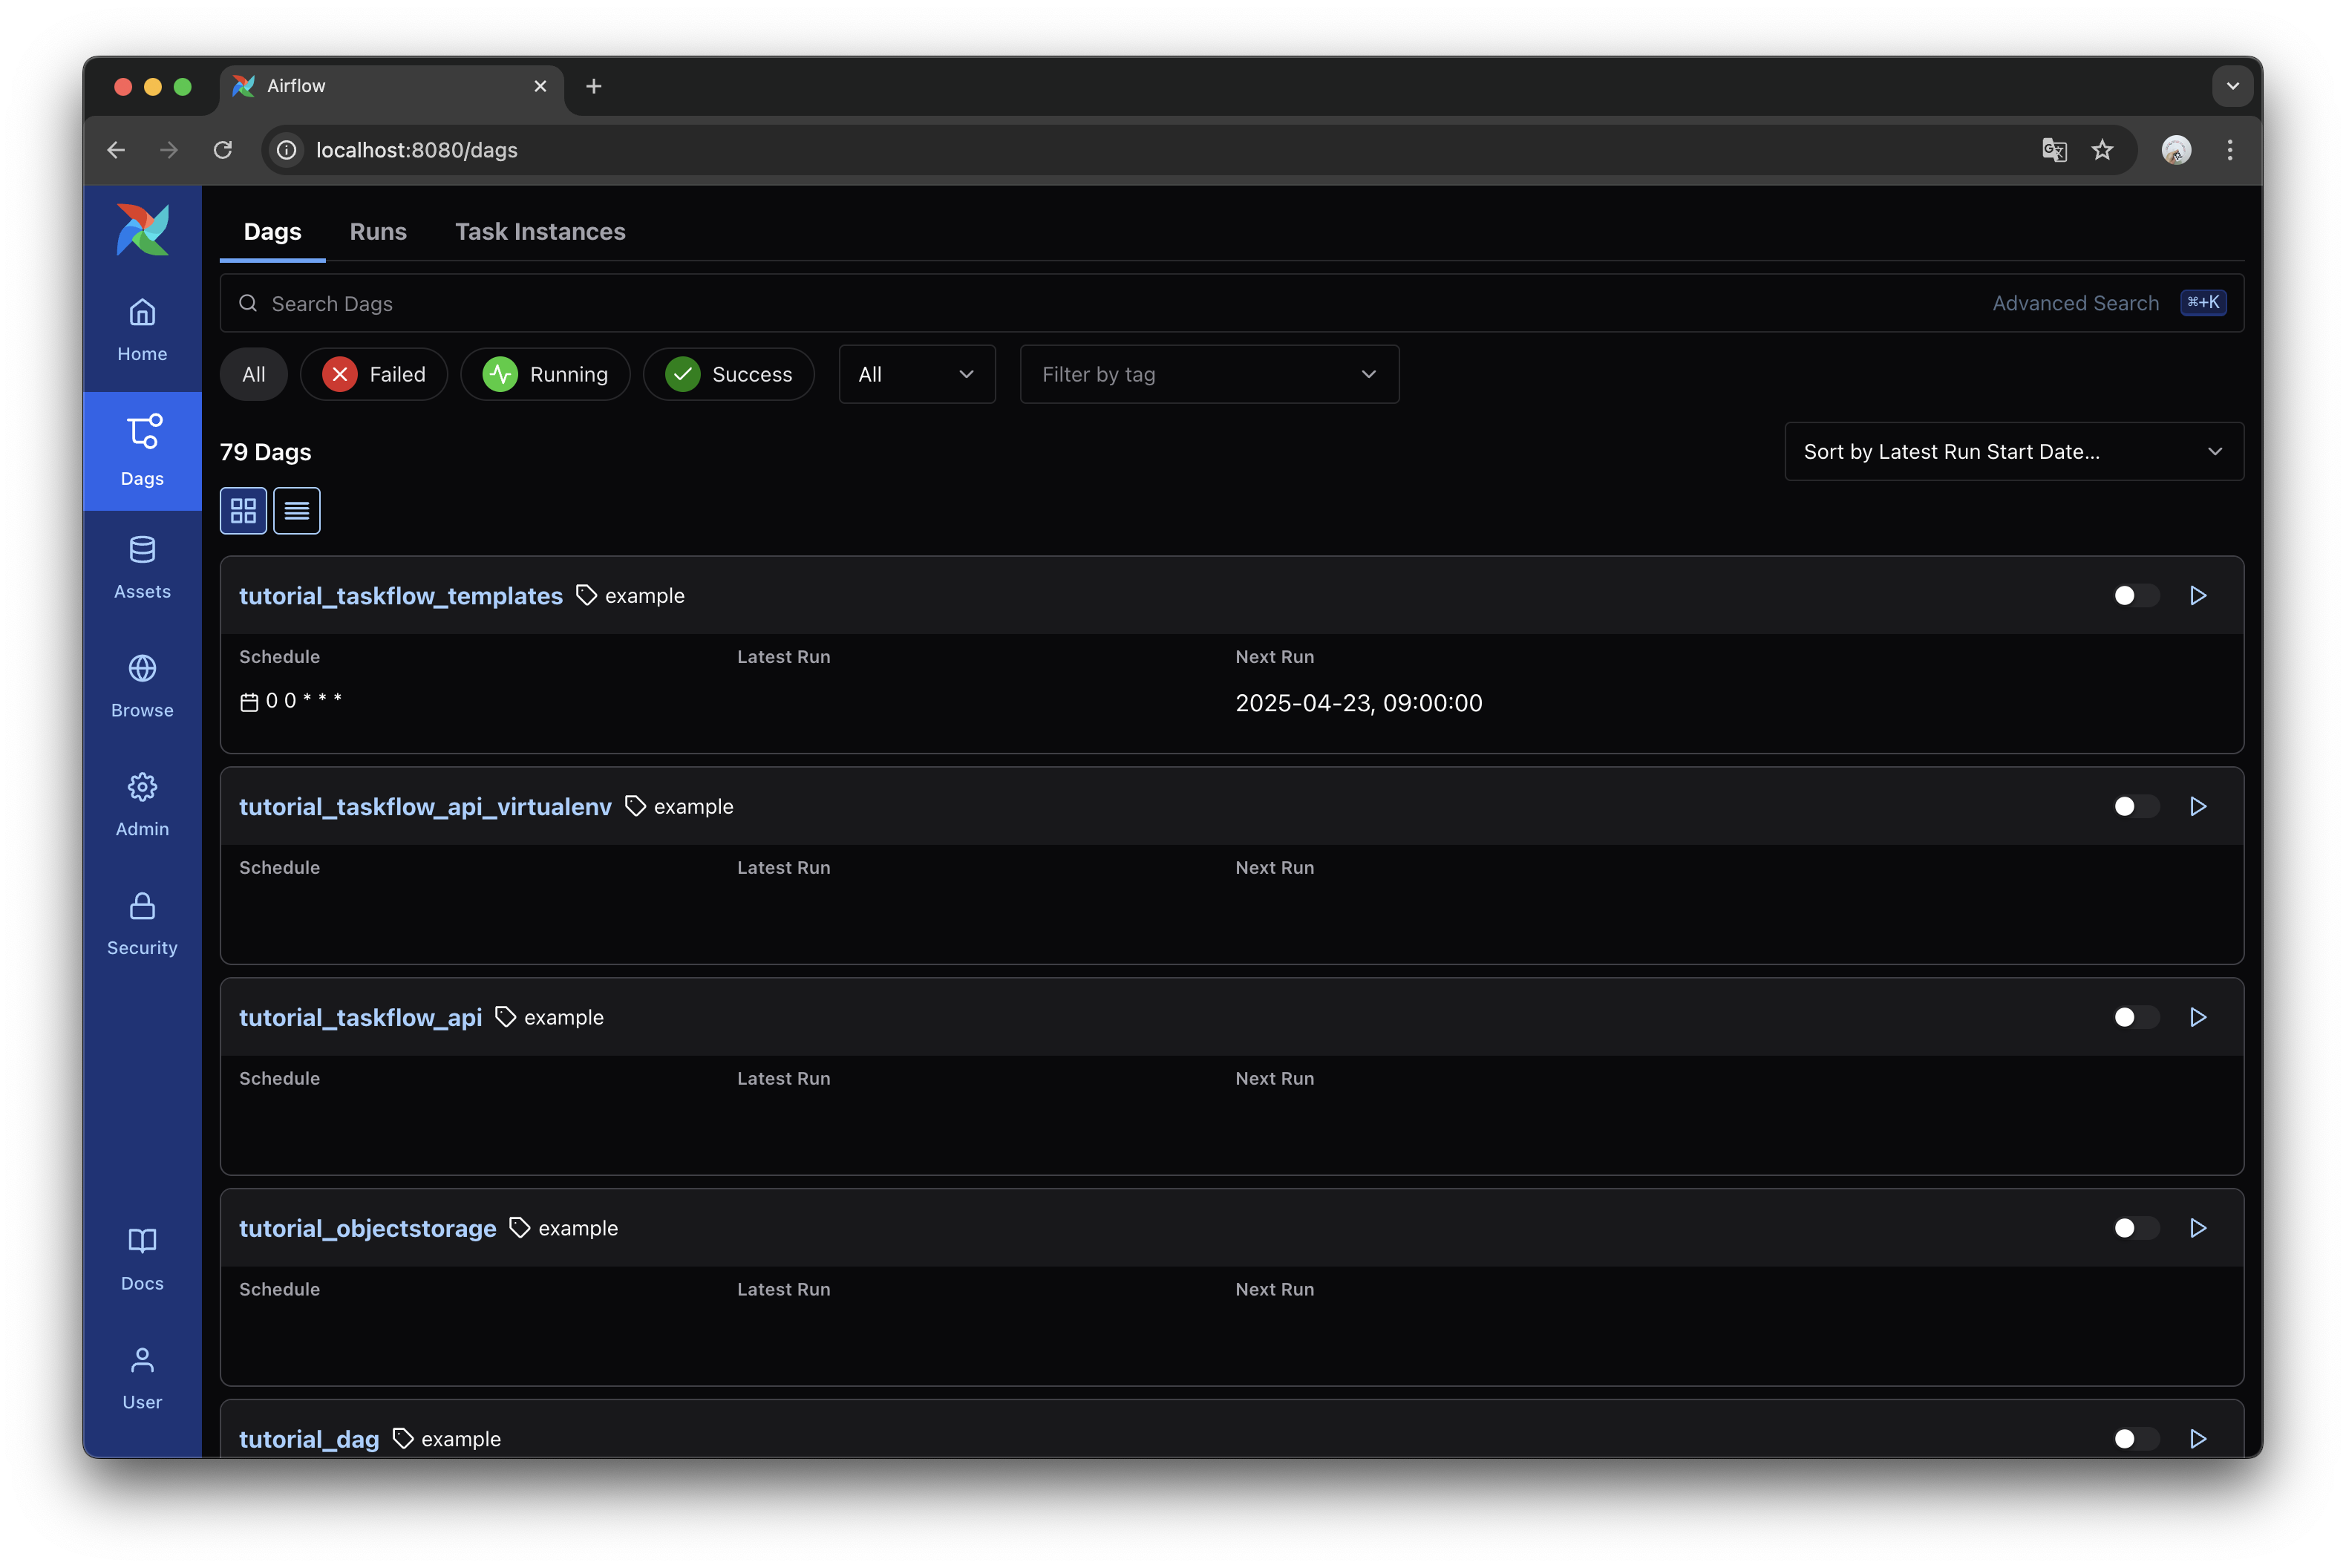 Airflow
localhost:8080/dags
Dags Runs Task Instances
Search Dags Advanced Search ⌘+K
Home
All Failed Running Success All Filter by tag
79 Dags Sort by Latest Run Start Date...
Dags
Assets
Browse
Admin
Security
Docs
User
tutorial_taskflow_templates example
Schedule Latest Run Next Run
0 0 * * * 2025-04-23, 09:00:00
tutorial_taskflow_api_virtualenv example
Schedule Latest Run Next Run
tutorial_taskflow_api example
Schedule Latest Run Next Run
tutorial_objectstorage example
Schedule Latest Run Next Run
tutorial_dag example